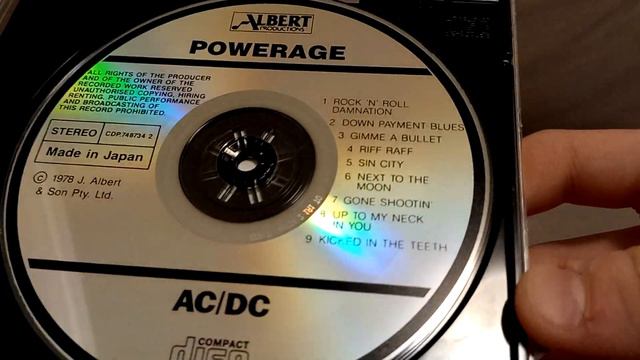 ALBERT
PRODUCTIONS
POWERAGE
ALL RIGHTS OF THE PRODUCER
AND OF THE OWNER OF THE
RECORDED WORK RESERVED
UNAUTHORISED COPYING, HIRING
RENTING, PUBLIC PERFORMANCE
AND BROADCASTING OF
THIS RECORD PROHIBITED.
STEREO CDP.748734 2
Made in Japan
© 1978 J. Albert
& Son Pty. Ltd.
1 ROCK 'N' ROLL
DAMNATION
2 DOWN PAYMENT BLUES
3 GIMME A BULLET
4 RIFF RAFF
5 SIN CITY
6 NEXT TO THE
MOON
7 GONE SHOOTIN'
8 UP TO MY NECK
IN YOU
9 KICKED IN THE TEETH
AC/DC
COMPACT
disc